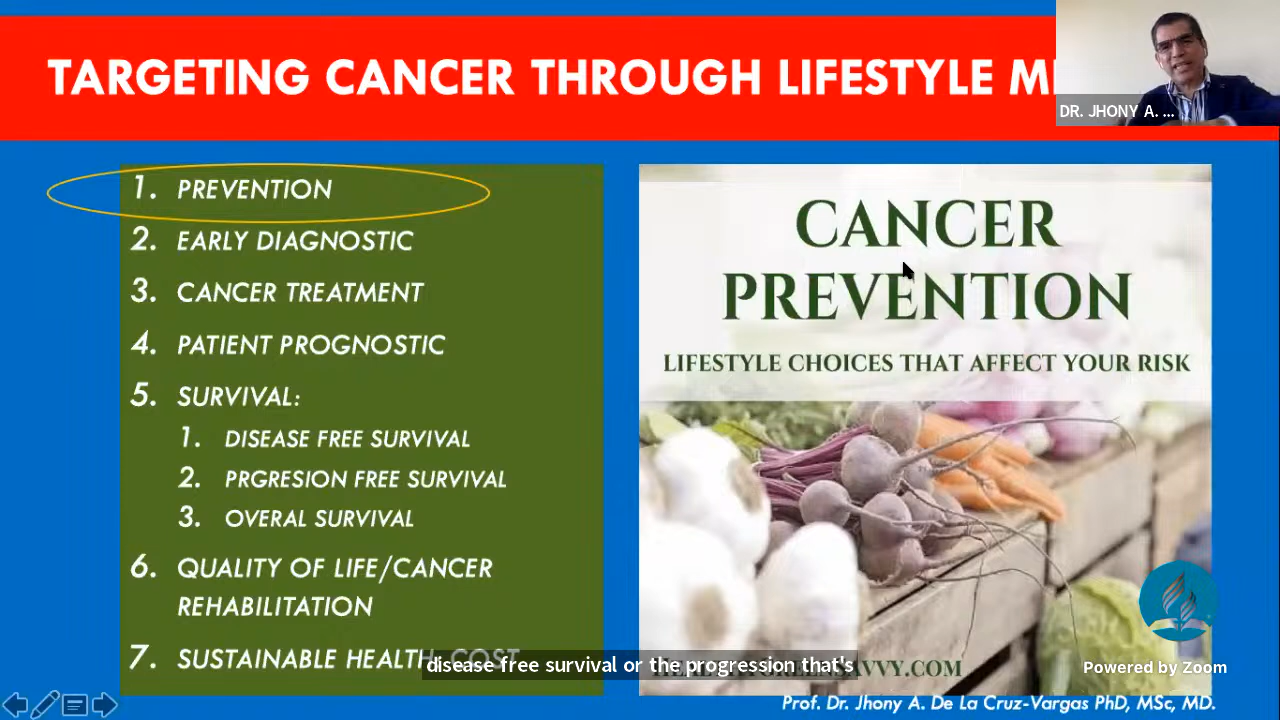 TARGETING CANCER THROUGH LIFESTYLE
DR. JHONY A. ...
1. PREVENTION
2. EARLY DIAGNOSTIC
3. CANCER TREATMENT
4. PATIENT PROGNOSTIC
5. SURVIVAL:
1. DISEASE FREE SURVIVAL
2. PRGRESION FREE SURVIVAL
3. OVERAL SURVIVAL
6. QUALITY OF LIFE/CANCER
REHABILITATION
7. SUSTAINABLE HEALTH COST
CANCER
PREVENTION
LIFESTYLE CHOICES THAT AFFECT YOUR RISK
disease free survival or the progression that's
Powered by Zoom
Prof. Dr. Jhony A. De La Cruz-Vargas PhD, MSc, MD.